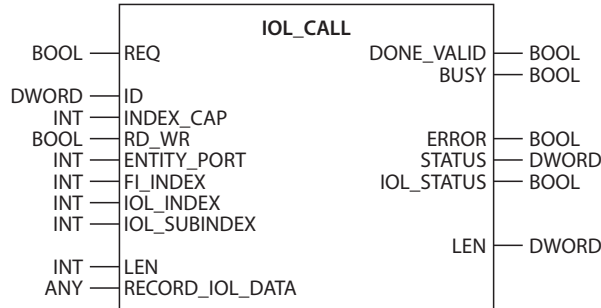 IOL_CALL
BOOL REQ DONE_VALID BOOL
BUSY BOOL
DWORD ID
INT INDEX_CAP
BOOL RD_WR ERROR BOOL
INT ENTITY_PORT STATUS DWORD
INT FI_INDEX IOL_STATUS BOOL
INT IOL_INDEX
INT IOL_SUBINDEX
LEN DWORD
INT LEN
ANY RECORD_IOL_DATA